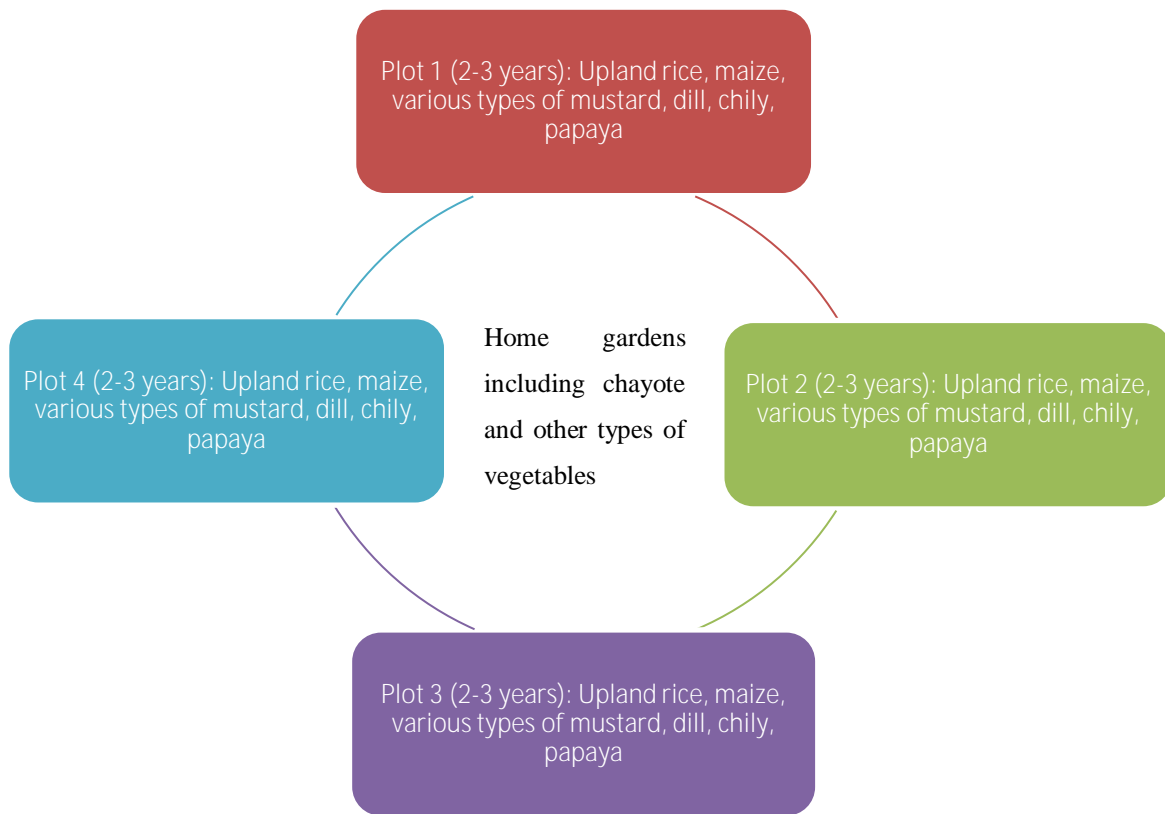 Plot 1 (2-3 years): Upland rice, maize,
various types of mustard, dill, chily,
papaya
Plot 4 (2-3 years): Upland rice, maize,
various types of mustard, dill, chily,
papaya
Home gardens
including chayote
and other types of
vegetables
Plot 2 (2-3 years): Upland rice, maize,
various types of mustard, dill, chily,
papaya
Plot 3 (2-3 years): Upland rice, maize,
various types of mustard, dill, chily,
papaya